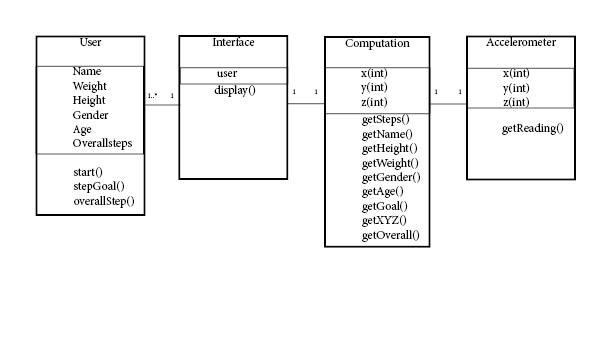 User
Name
Weight
Height
Gender
Age
Overallsteps
start()
stepGoal()
overallStep()
1..*
1
Interface
user
display()
1
1
Computation
x(int)
y(int)
z(int)
getSteps()
getName()
getHeight()
getWeight()
getGender()
getAge()
getGoal()
getXYZ()
getOverall()
1
1
Accelerometer
x(int)
y(int)
z(int)
getReading()